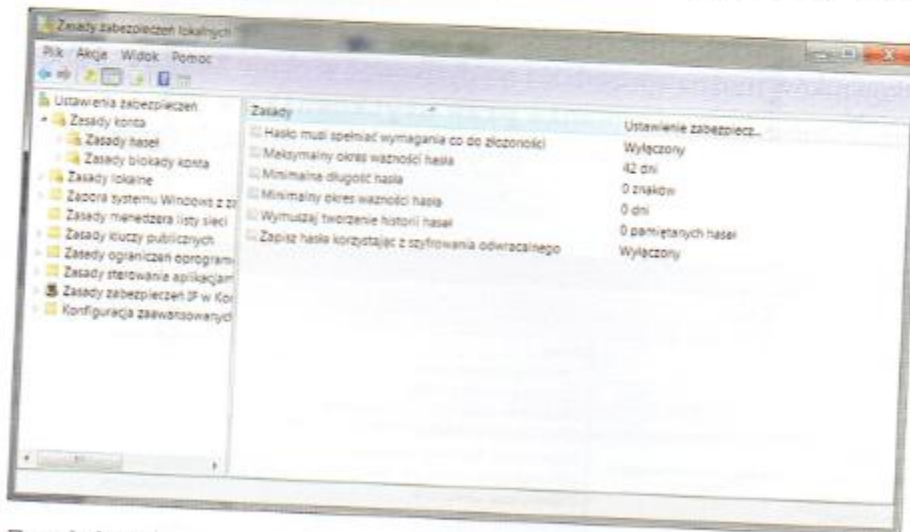 Zasady zabezpieczeń lokalnych
Plik Akcja Widok Pomoc
Ustawienia zabezpieczeń
Zasady konta
Zasady haseł
Zasady blokady konta
Zasady lokalne
Zapora systemu Windows z za
Zasady menedżera listy sieci
Zasady kluczy publicznych
Zasady ograniczeń oprogramo
Zasady sterowania aplikacjam
Zasady zabezpieczeń IP w Kom
Konfiguracja zaawansowanych
Zasady Ustawienie zabezpiecz...
Hasło musi spełniać wymagania co do złożoności Wyłączony
Maksymalny okres ważności hasła 42 dni
Minimalna długość hasła 0 znaków
Minimalny okres ważności hasła 0 dni
Wymuszaj tworzenie historii haseł 0 pamiętanych haseł
Zapisz hasła korzystając z szyfrowania odwracalnego Wyłączony